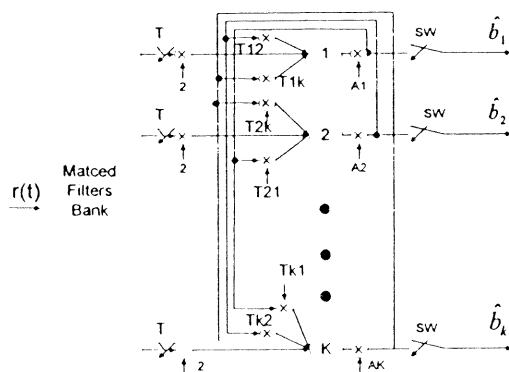 T
T12
1
SW
b̂1
2
T1k
A1
T
T2k
2
SW
b̂2
2
T21
A2
r(t)
Matced
Filters
Bank
Tk1
T
Tk2
K
SW
b̂k
2
AK